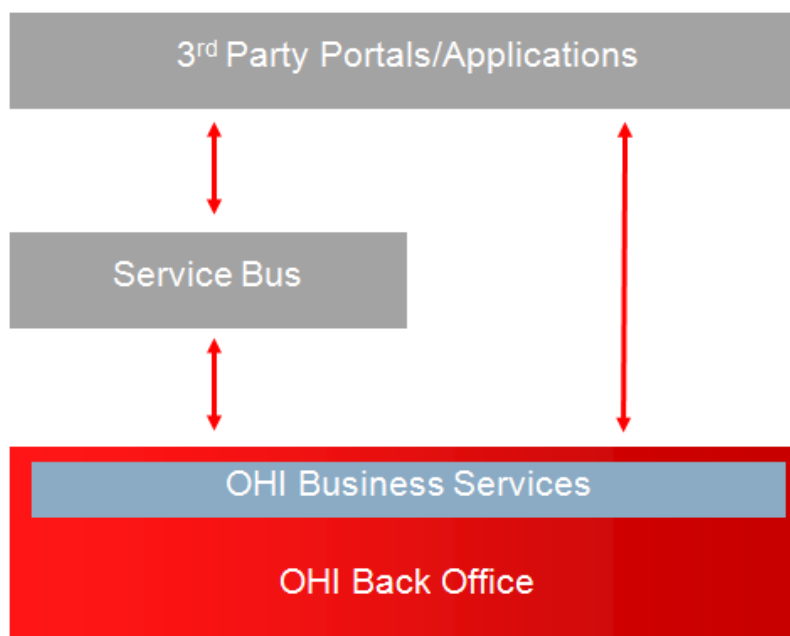 3rd Party Portals/Applications
Service Bus
OHI Business Services
OHI Back Office